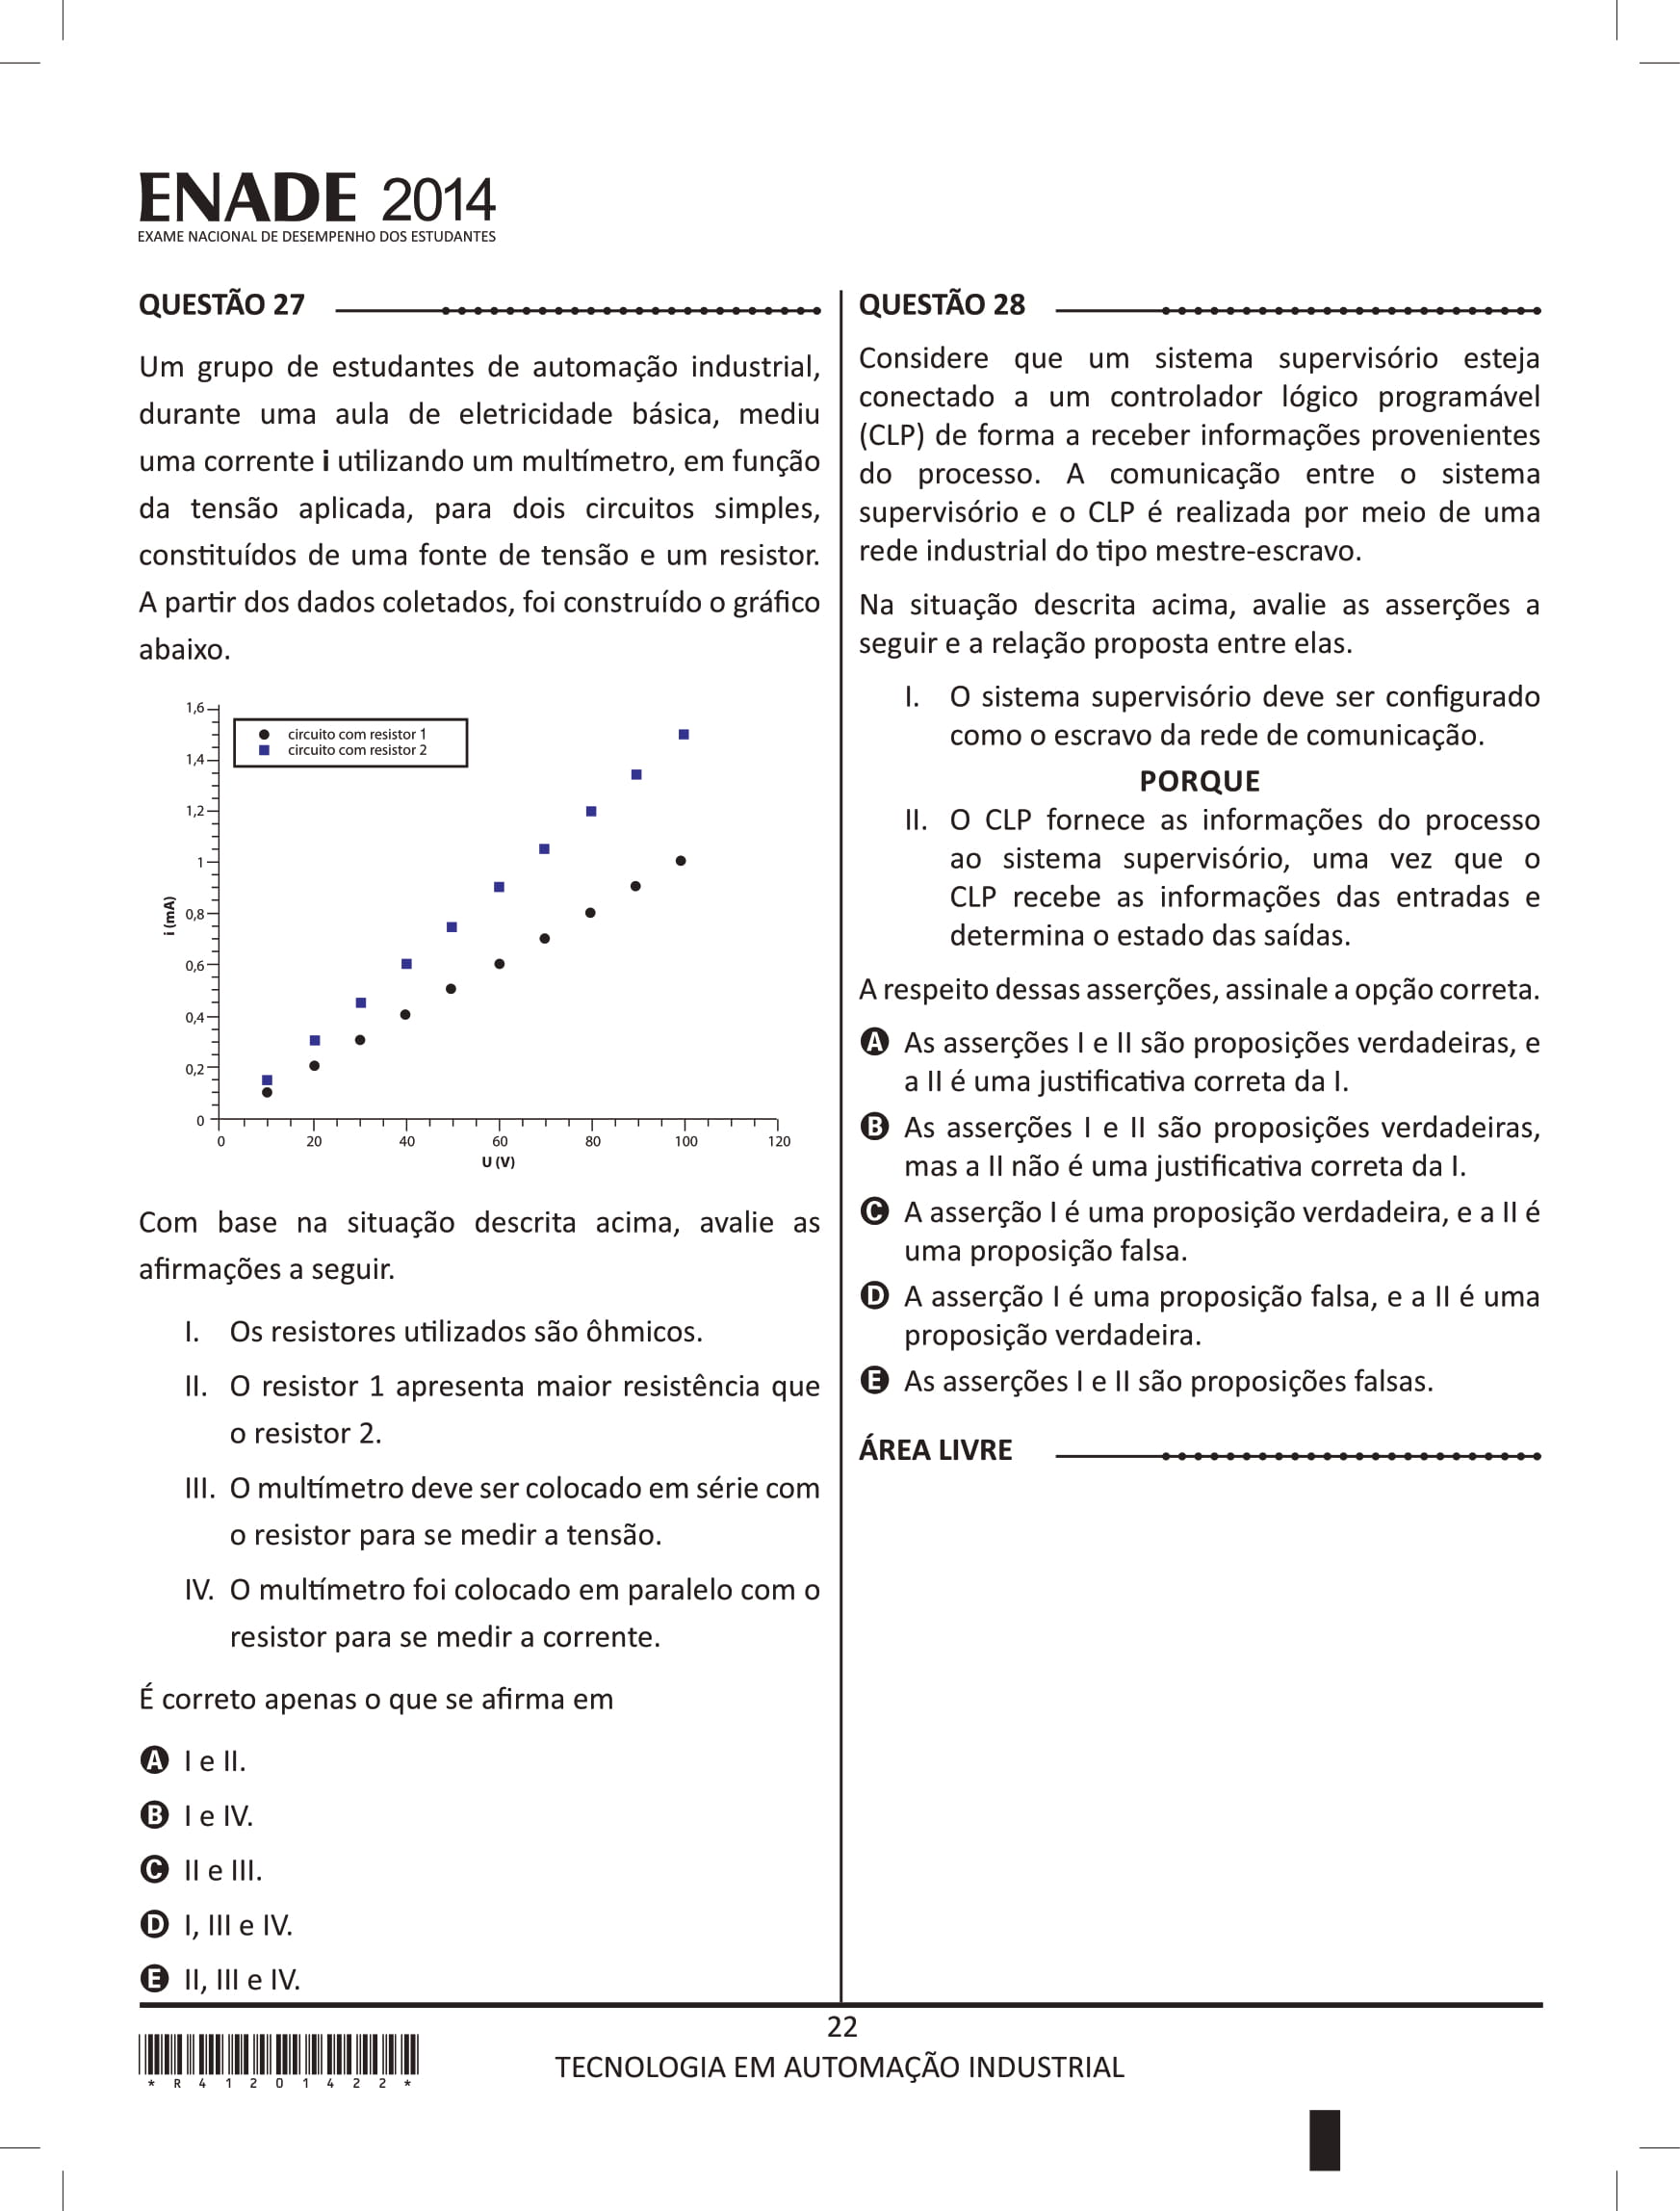 ENADE 2014
EXAME NACIONAL DE DESEMPENHO DOS ESTUDANTES
QUESTÃO 27
Um grupo de estudantes de automação industrial,
durante uma aula de eletricidade básica, mediu
uma corrente i utilizando um multímetro, em função
da tensão aplicada, para dois circuitos simples,
constituídos de uma fonte de tensão e um resistor.
A partir dos dados coletados, foi construído o gráfico
abaixo.
1,6
circuito com resistor 1
circuito com resistor 2
1,4
1,2
1
0,8
i (mA)
0,6
0,4
0,2
0
0 20 40 60 80 100 120
U (V)
Com base na situação descrita acima, avalie as
afirmações a seguir.
I. Os resistores utilizados são ôhmicos.
II. O resistor 1 apresenta maior resistência que
o resistor 2.
III. O multímetro deve ser colocado em série com
o resistor para se medir a tensão.
IV. O multímetro foi colocado em paralelo com o
resistor para se medir a corrente.
É correto apenas o que se afirma em
A I e II.
B I e IV.
C II e III.
D I, III e IV.
E II, III e IV.
QUESTÃO 28
Considere que um sistema supervisório esteja
conectado a um controlador lógico programável
(CLP) de forma a receber informações provenientes
do processo. A comunicação entre o sistema
supervisório e o CLP é realizada por meio de uma
rede industrial do tipo mestre-escravo.
Na situação descrita acima, avalie as asserções a
seguir e a relação proposta entre elas.
I. O sistema supervisório deve ser configurado
como o escravo da rede de comunicação.
PORQUE
II. O CLP fornece as informações do processo
ao sistema supervisório, uma vez que o
CLP recebe as informações das entradas e
determina o estado das saídas.
A respeito dessas asserções, assinale a opção correta.
A As asserções I e II são proposições verdadeiras, e
a II é uma justificativa correta da I.
B As asserções I e II são proposições verdadeiras,
mas a II não é uma justificativa correta da I.
C A asserção I é uma proposição verdadeira, e a II é
uma proposição falsa.
D A asserção I é uma proposição falsa, e a II é uma
proposição verdadeira.
E As asserções I e II são proposições falsas.
ÁREA LIVRE
22
TECNOLOGIA EM AUTOMAÇÃO INDUSTRIAL
* R 4 1 2 0 1 4 2 2 *